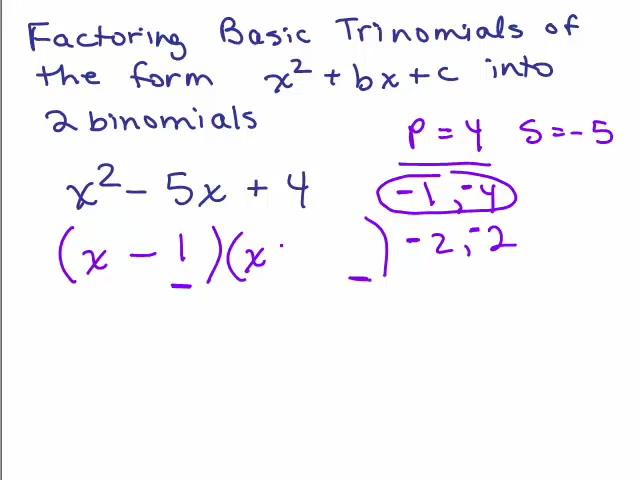 Factoring Basic Trinomials of
the form x² + bx + c into
2 binomials
P = 4 S = -5
x² - 5x + 4
-1, -4
(x - 1)(x _)
-2, -2